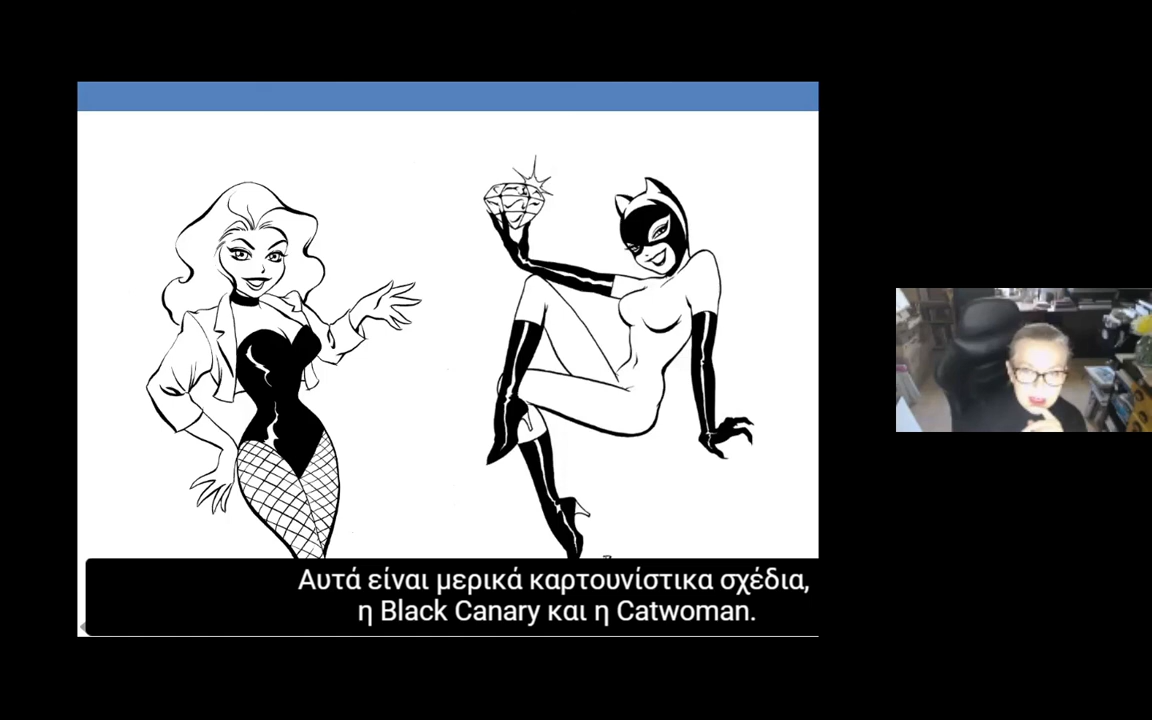 Αυτά είναι μερικά καρτουνίστικα σχέδια,
η Black Canary και η Catwoman.